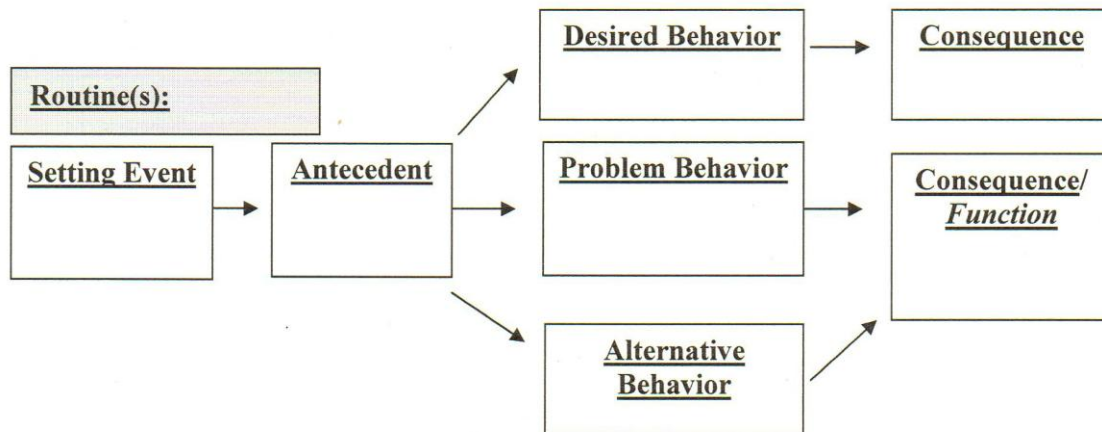 Routine(s):
Setting Event
Antecedent
Desired Behavior
Consequence
Problem Behavior
Consequence/
Function
Alternative
Behavior